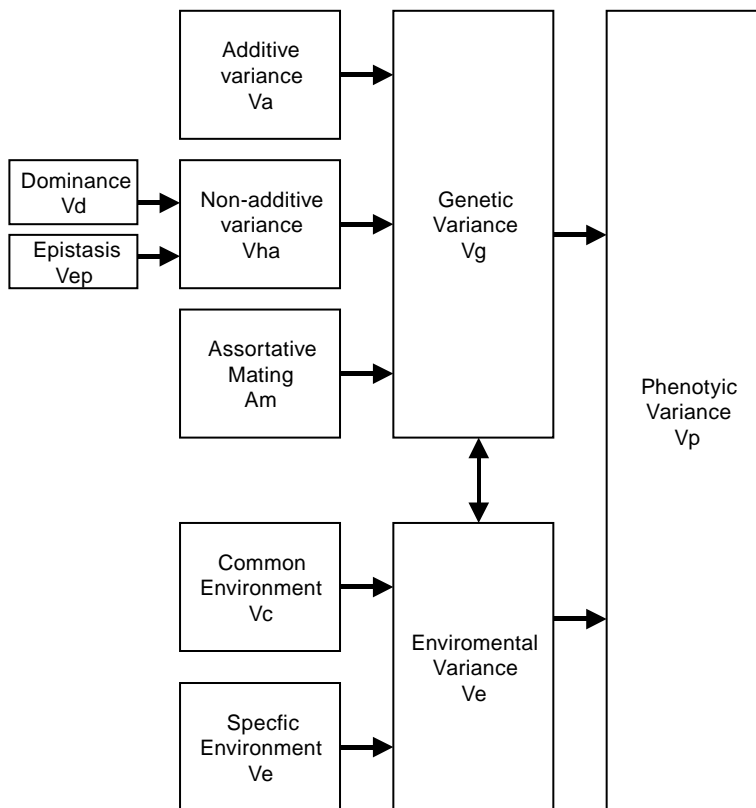 Additive
variance
Va
Dominance
Vd
Epistasis
Vep
Non-additive
variance
Vha
Assortative
Mating
Am
Genetic
Variance
Vg
Phenotyic
Variance
Vp
Common
Environment
Vc
Specfic
Environment
Ve
Enviromental
Variance
Ve